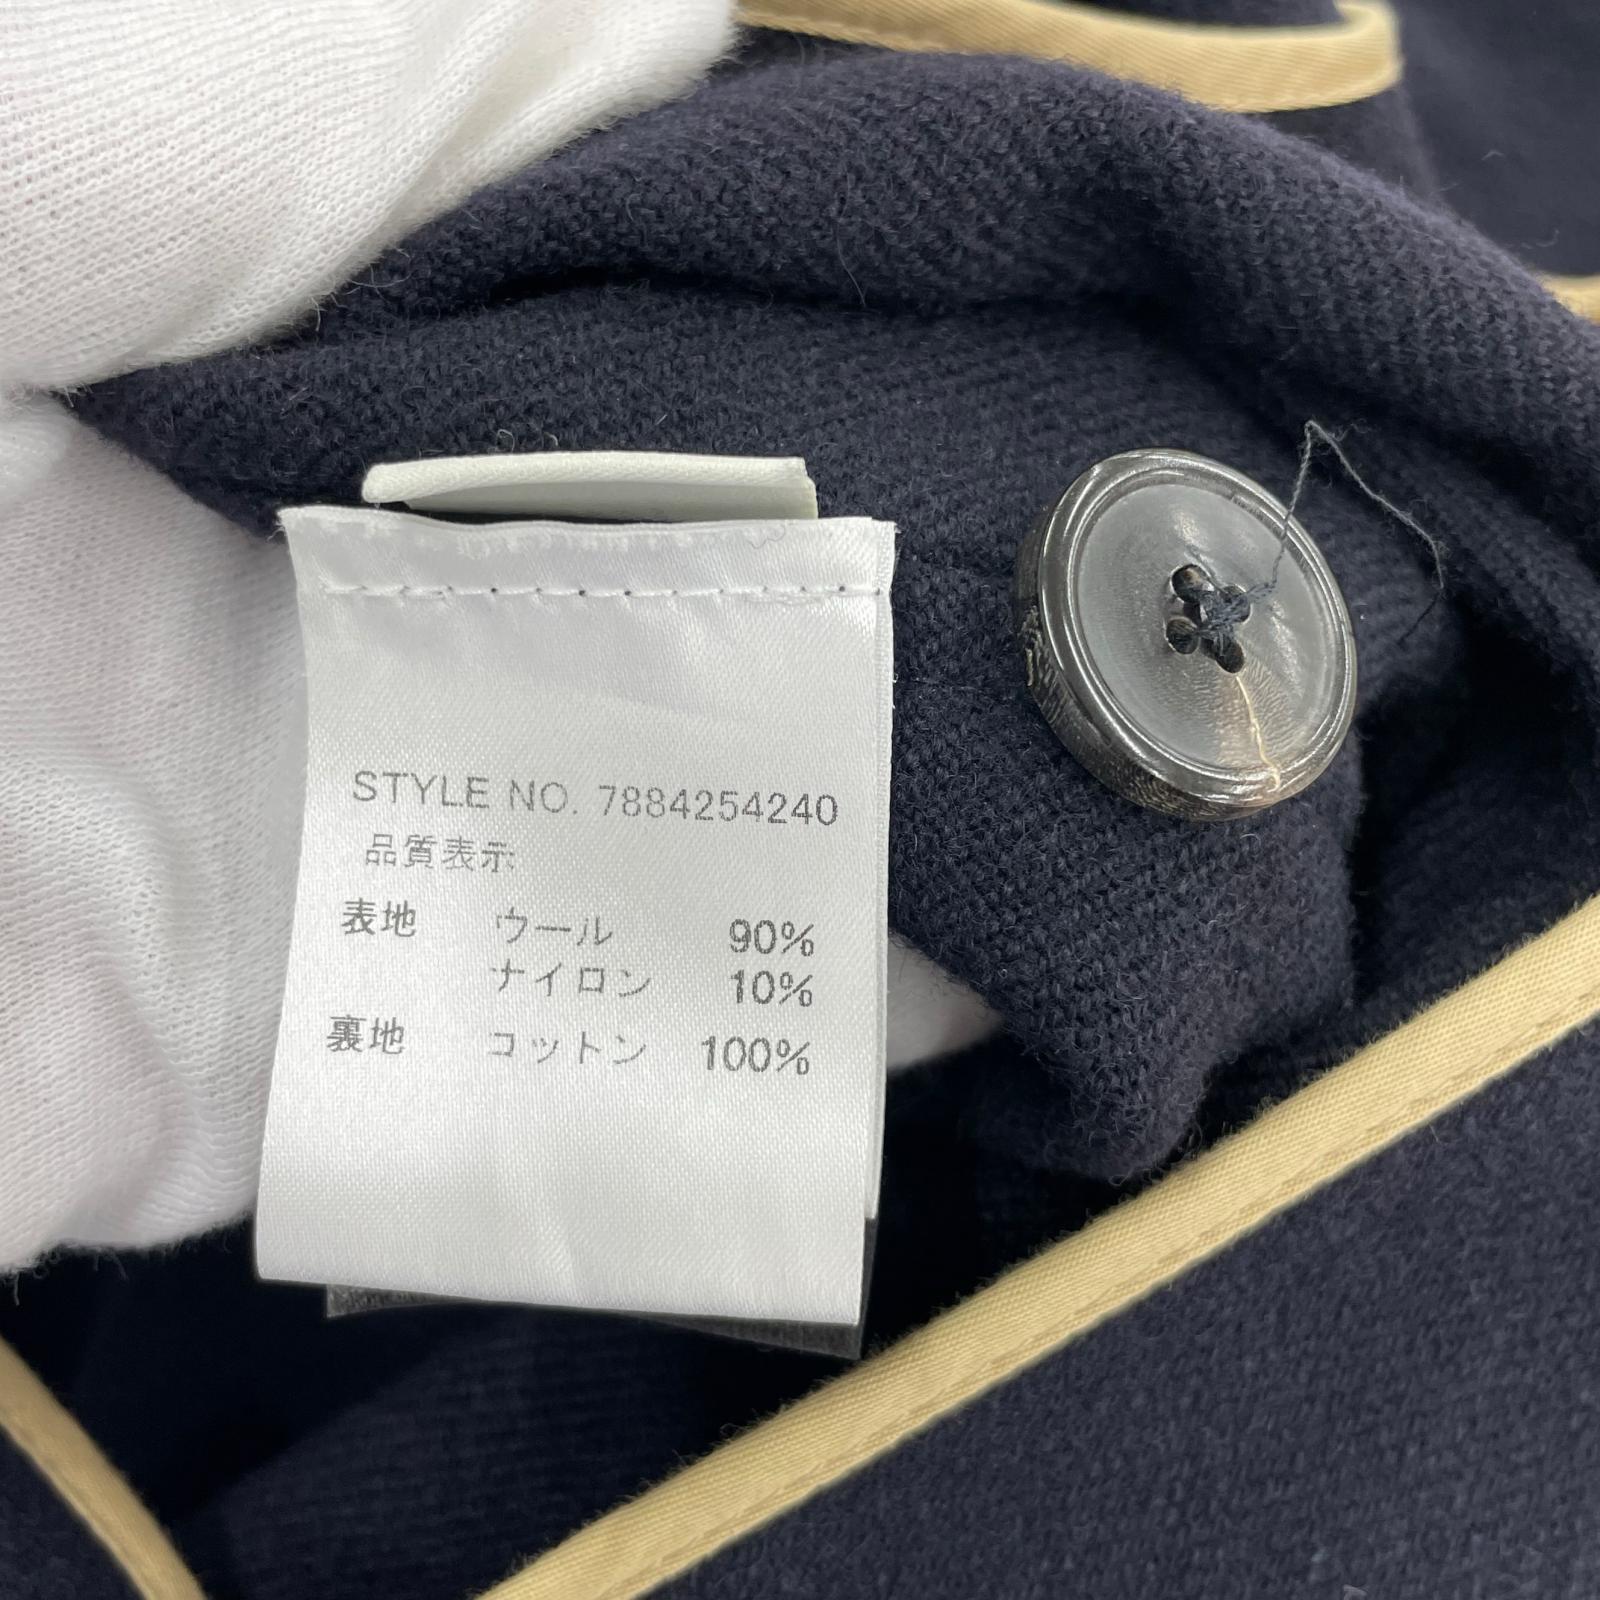 STYLE NO. 7884254240
品質表示
表地 ウール 90%
ナイロン 10%
裏地 コットン 100%